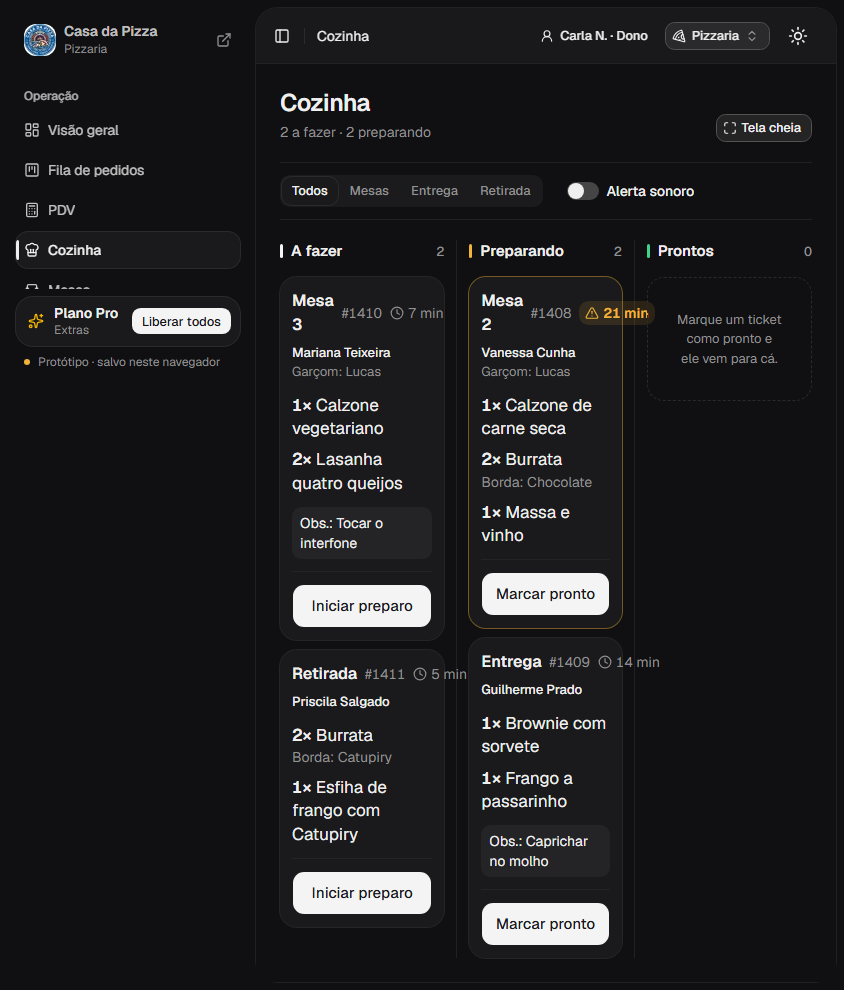 Casa da Pizza
Pizzaria
Operação
Visão geral
Fila de pedidos
PDV
Cozinha
Plano Pro
Extras
Liberar todos
Protótipo · salvo neste navegador
Cozinha
Carla N. · Dono
Pizzaria
Cozinha
2 a fazer · 2 preparando
Tela cheia
Todos
Mesas
Entrega
Retirada
Alerta sonoro
A fazer 2
Mesa
3
#1410
7 min
Mariana Teixeira
Garçom: Lucas
1× Calzone
vegetariano
2× Lasanha
quatro queijos
Obs.: Tocar o
interfone
Iniciar preparo
Retirada #1411 5 min
Priscila Salgado
2× Burrata
Borda: Catupiry
1× Esfiha de
frango com
Catupiry
Iniciar preparo
Preparando 2
Mesa
2
#1408
21 min
Vanessa Cunha
Garçom: Lucas
1× Calzone de
carne seca
2× Burrata
Borda: Chocolate
1× Massa e
vinho
Marcar pronto
Entrega #1409 14 min
Guilherme Prado
1× Brownie com
sorvete
1× Frango a
passarinho
Obs.: Caprichar
no molho
Marcar pronto
Prontos 0
Marque um ticket
como pronto e
ele vem para cá.